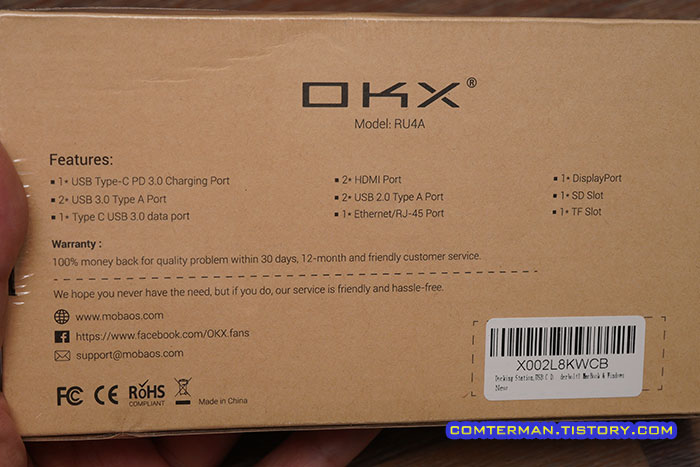 OKX®
Model: RU4A
Features:
▪ 1* USB Type-C PD 3.0 Charging Port
▪ 2* HDMI Port
▪ 1* DisplayPort
▪ 2* USB 3.0 Type A Port
▪ 2* USB 2.0 Type A Port
▪ 1* SD Slot
▪ 1* Type C USB 3.0 data port
▪ 1* Ethernet/RJ-45 Port
▪ 1* TF Slot
Warranty :
100% money back for quality problem within 30 days, 12-month and friendly customer service.
We hope you never have the need, but if you do, our service is friendly and hassle-free.
www.mobaos.com
https://www.facebook.com/OKX.fans
support@mobaos.com
FC CE RoHS
COMPLIANT
Made in China
X002L8KWCB
Docking Station,USB C D MacBook & Windows
COMTERMAN.TISTORY.COM